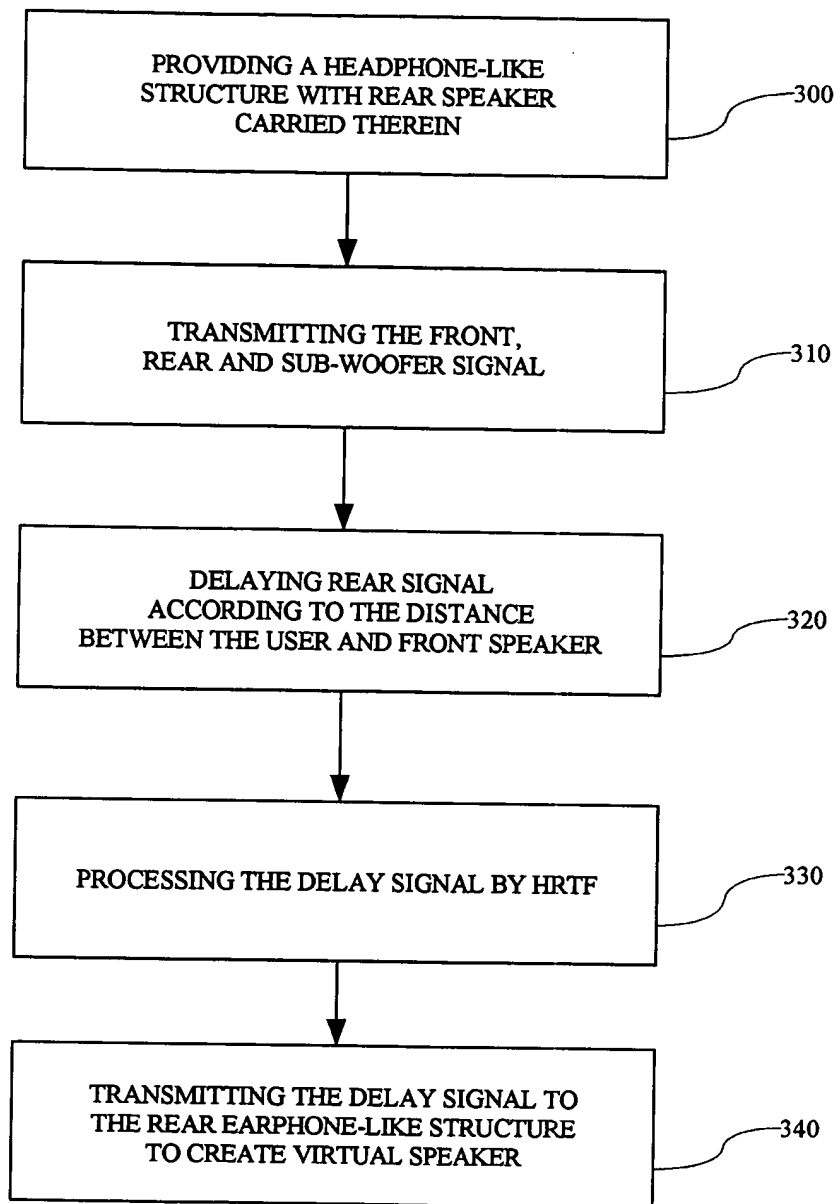 PROVIDING A HEADPHONE-LIKE
STRUCTURE WITH REAR SPEAKER
CARRIED THEREIN
300
TRANSMITTING THE FRONT,
REAR AND SUB-WOOFER SIGNAL
310
DELAYING REAR SIGNAL
ACCORDING TO THE DISTANCE
BETWEEN THE USER AND FRONT SPEAKER
320
PROCESSING THE DELAY SIGNAL BY HRTF
330
TRANSMITTING THE DELAY SIGNAL TO
THE REAR EARPHONE-LIKE STRUCTURE
TO CREATE VIRTUAL SPEAKER
340